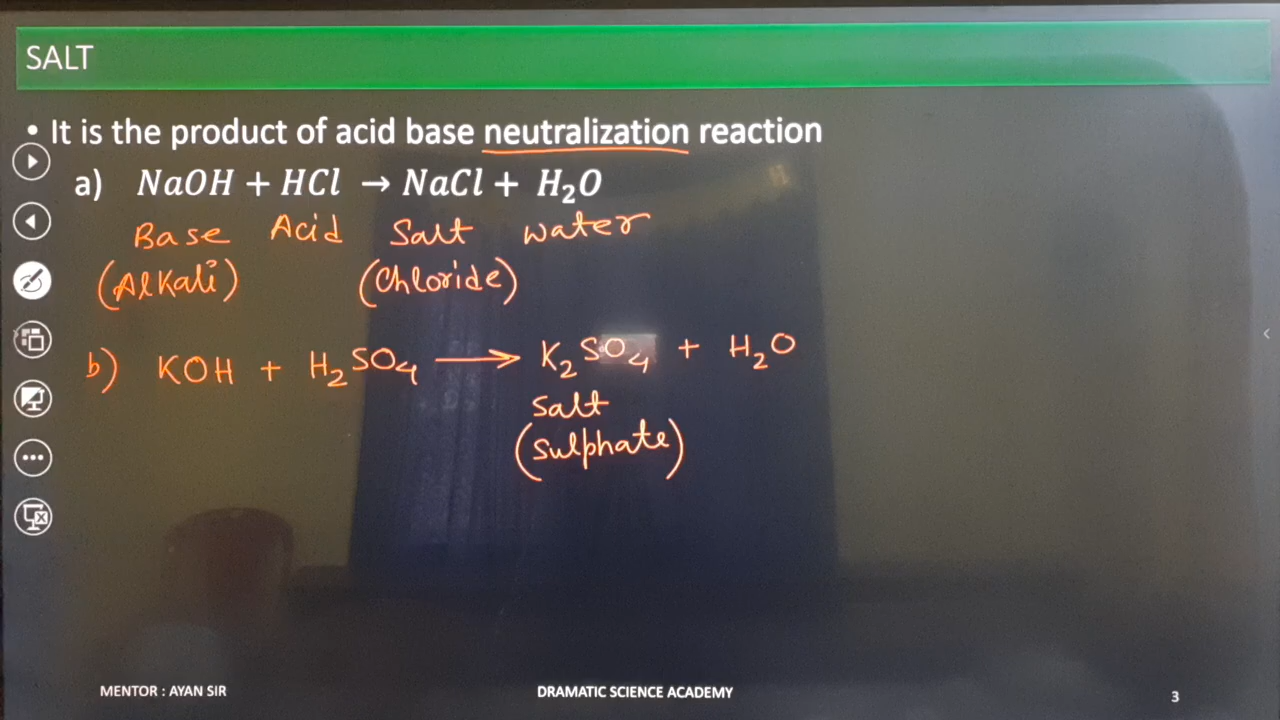 SALT
• It is the product of acid base neutralization reaction
a) NaOH + HCl → NaCl + H₂O
Base Acid Salt water
(Alkali) (Chloride)
b) KOH + H₂SO₄ → K₂SO₄ + H₂O
Salt
(Sulphate)
MENTOR : AYAN SIR DRAMATIC SCIENCE ACADEMY 3